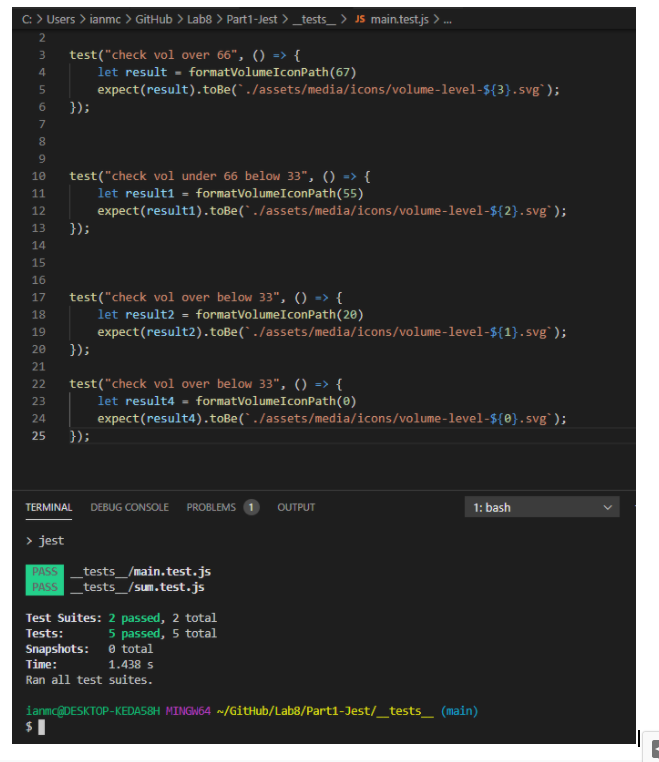 C: > Users > ianmc > GitHub > Lab8 > Part1-Jest > __tests__ > JS main.test.js > ...
2
3 test("check vol over 66", () => {
4 let result = formatVolumeIconPath(67)
5 expect(result).toBe(`./assets/media/icons/volume-level-${3}.svg`);
6 });
7
8
9
10 test("check vol under 66 below 33", () => {
11 let result1 = formatVolumeIconPath(55)
12 expect(result1).toBe(`./assets/media/icons/volume-level-${2}.svg`);
13 });
14
15
16
17 test("check vol over below 33", () => {
18 let result2 = formatVolumeIconPath(20)
19 expect(result2).toBe(`./assets/media/icons/volume-level-${1}.svg`);
20 });
21
22 test("check vol over below 33", () => {
23 let result4 = formatVolumeIconPath(0)
24 expect(result4).toBe(`./assets/media/icons/volume-level-${0}.svg`);
25 });
TERMINAL DEBUG CONSOLE PROBLEMS 1 OUTPUT 1: bash
> jest
PASS __tests__/main.test.js
PASS __tests__/sum.test.js
Test Suites: 2 passed, 2 total
Tests: 5 passed, 5 total
Snapshots: 0 total
Time: 1.438 s
Ran all test suites.
ianmc@DESKTOP-KEDA58H MINGW64 ~/GitHub/Lab8/Part1-Jest/__tests__ (main)
$